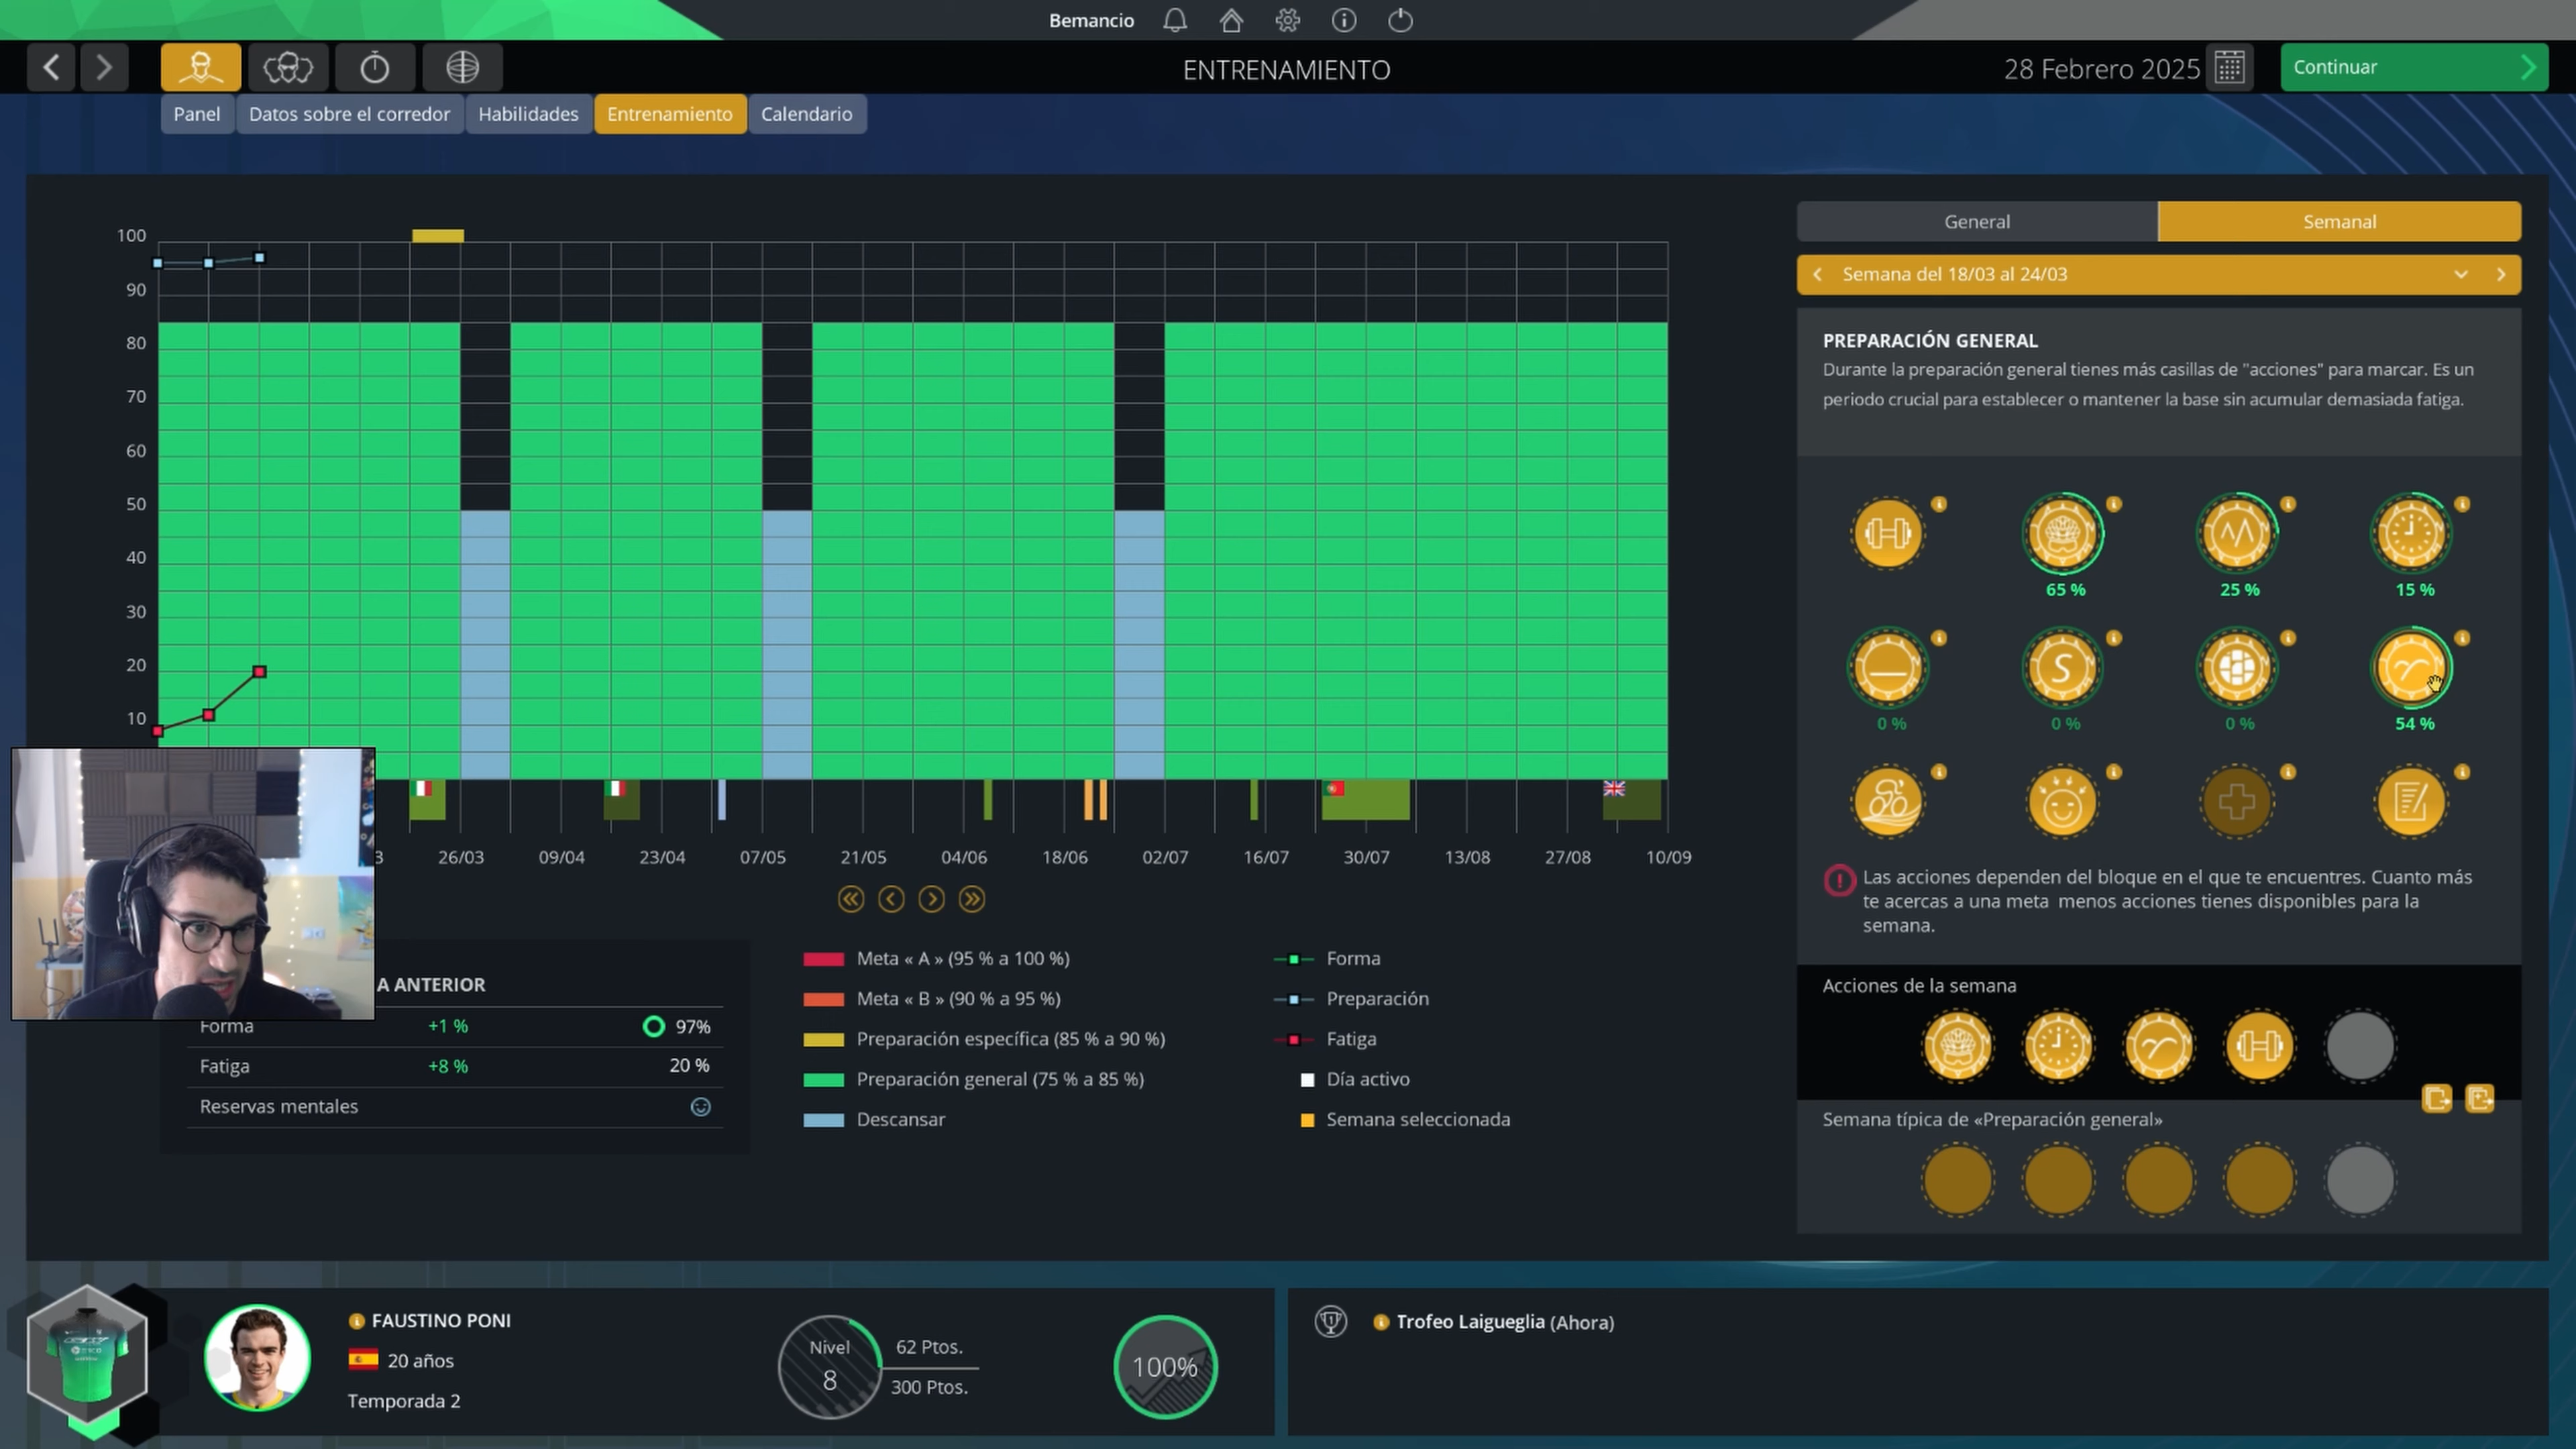 Bemancio
ENTRENAMIENTO
28 Febrero 2025
Continuar
Panel
Datos sobre el corredor
Habilidades
Entrenamiento
Calendario
General
Semanal
Semana del 18/03 al 24/03
PREPARACIÓN GENERAL
Durante la preparación general tienes más casillas de "acciones" para marcar. Es un
periodo crucial para establecer o mantener la base sin acumular demasiada fatiga.
100
90
80
70
60
50
40
30
20
10
3
26/03
09/04
23/04
07/05
21/05
04/06
18/06
02/07
16/07
30/07
13/08
27/08
10/09
65 %
25 %
15 %
S
0 %
0 %
0 %
54 %
Las acciones dependen del bloque en el que te encuentres. Cuanto más
te acercas a una meta menos acciones tienes disponibles para la
semana.
Acciones de la semana
Semana típica de «Preparación general»
A ANTERIOR
Forma +1 % 97%
Fatiga +8 % 20 %
Reservas mentales
Meta « A » (95 % a 100 %)
Meta « B » (90 % a 95 %)
Preparación específica (85 % a 90 %)
Preparación general (75 % a 85 %)
Descansar
Forma
Preparación
Fatiga
Día activo
Semana seleccionada
FAUSTINO PONI
20 años
Temporada 2
Nivel
8
62 Ptos.
300 Ptos.
100%
Trofeo Laigueglia (Ahora)